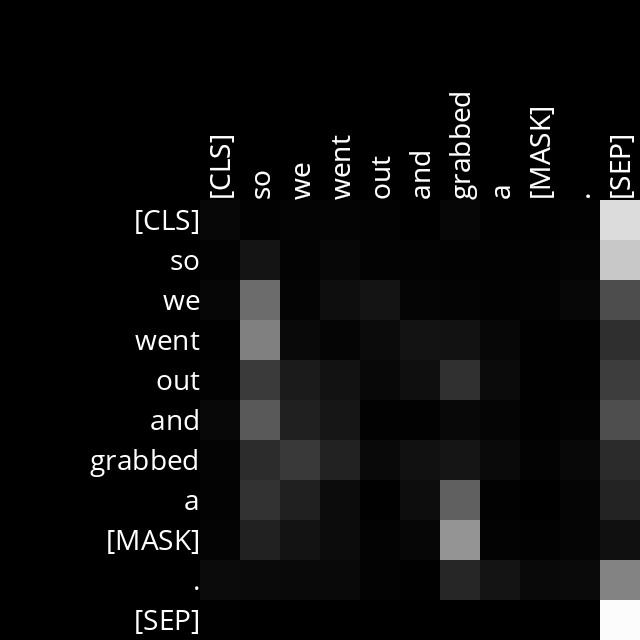 [CLS] so we went out and grabbed a [MASK] . [SEP]
[CLS]
so
we
went
out
and
grabbed
a
[MASK]
.
[SEP]